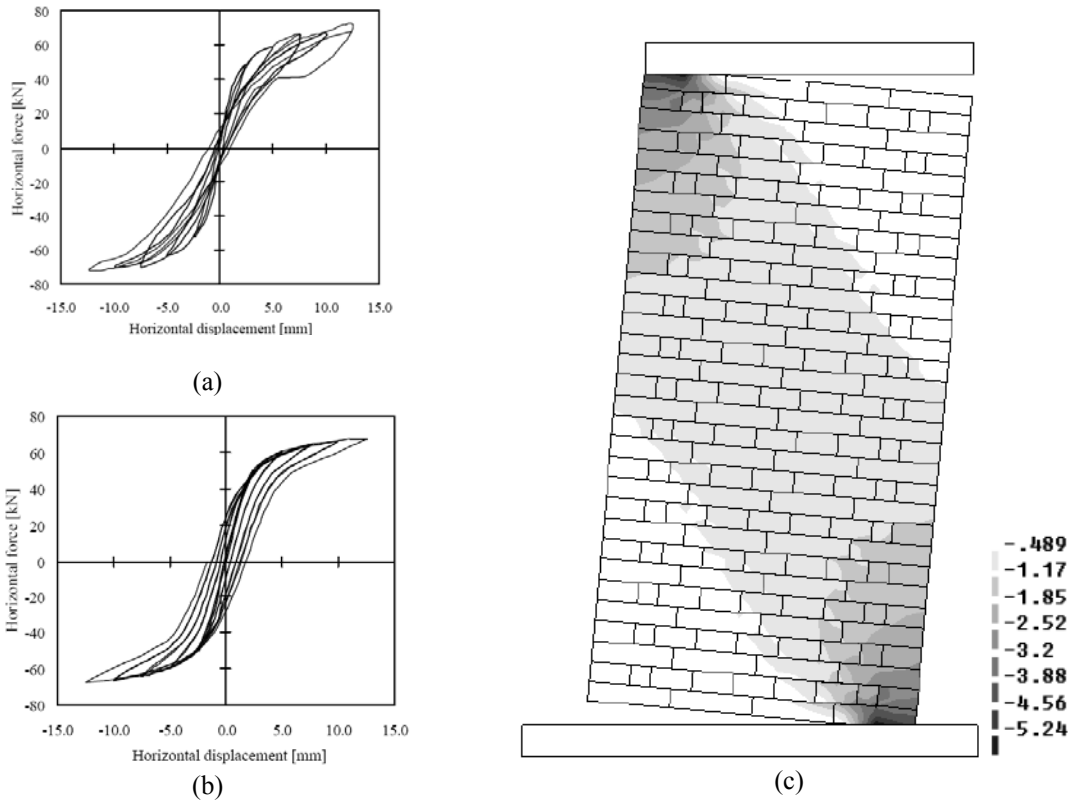 80
60
40
20
0
-20
-40
-60
-80
Horizontal force [kN]
-15.0 -10.0 -5.0 0.0 5.0 10.0 15.0
Horizontal displacement [mm]
(a)
80
60
40
20
0
-20
-40
-60
-80
Horizontal force [kN]
-15.0 -10.0 -5.0 0.0 5.0 10.0 15.0
Horizontal displacement [mm]
(b)
-.489
-1.17
-1.85
-2.52
-3.2
-3.88
-4.56
-5.24
(c)